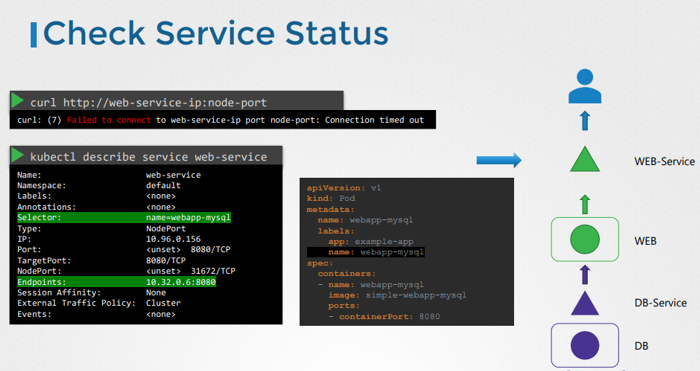 Check Service Status
curl http://web-service-ip:node-port
curl: (7) Failed to connect to web-service-ip port node-port: Connection timed out
kubectl describe service web-service
Name: web-service
Namespace: default
Labels: <none>
Annotations: <none>
Selector: name=webapp-mysql
Type: NodePort
IP: 10.96.0.156
Port: <unset> 8080/TCP
TargetPort: 8080/TCP
NodePort: <unset> 31672/TCP
Endpoints: 10.32.0.6:8080
Session Affinity: None
External Traffic Policy: Cluster
Events: <none>
apiVersion: v1
kind: Pod
metadata:
name: webapp-mysql
labels:
app: example-app
name: webapp-mysql
spec:
containers:
- name: webapp-mysql
image: simple-webapp-mysql
ports:
- containerPort: 8080
WEB-Service
WEB
DB-Service
DB